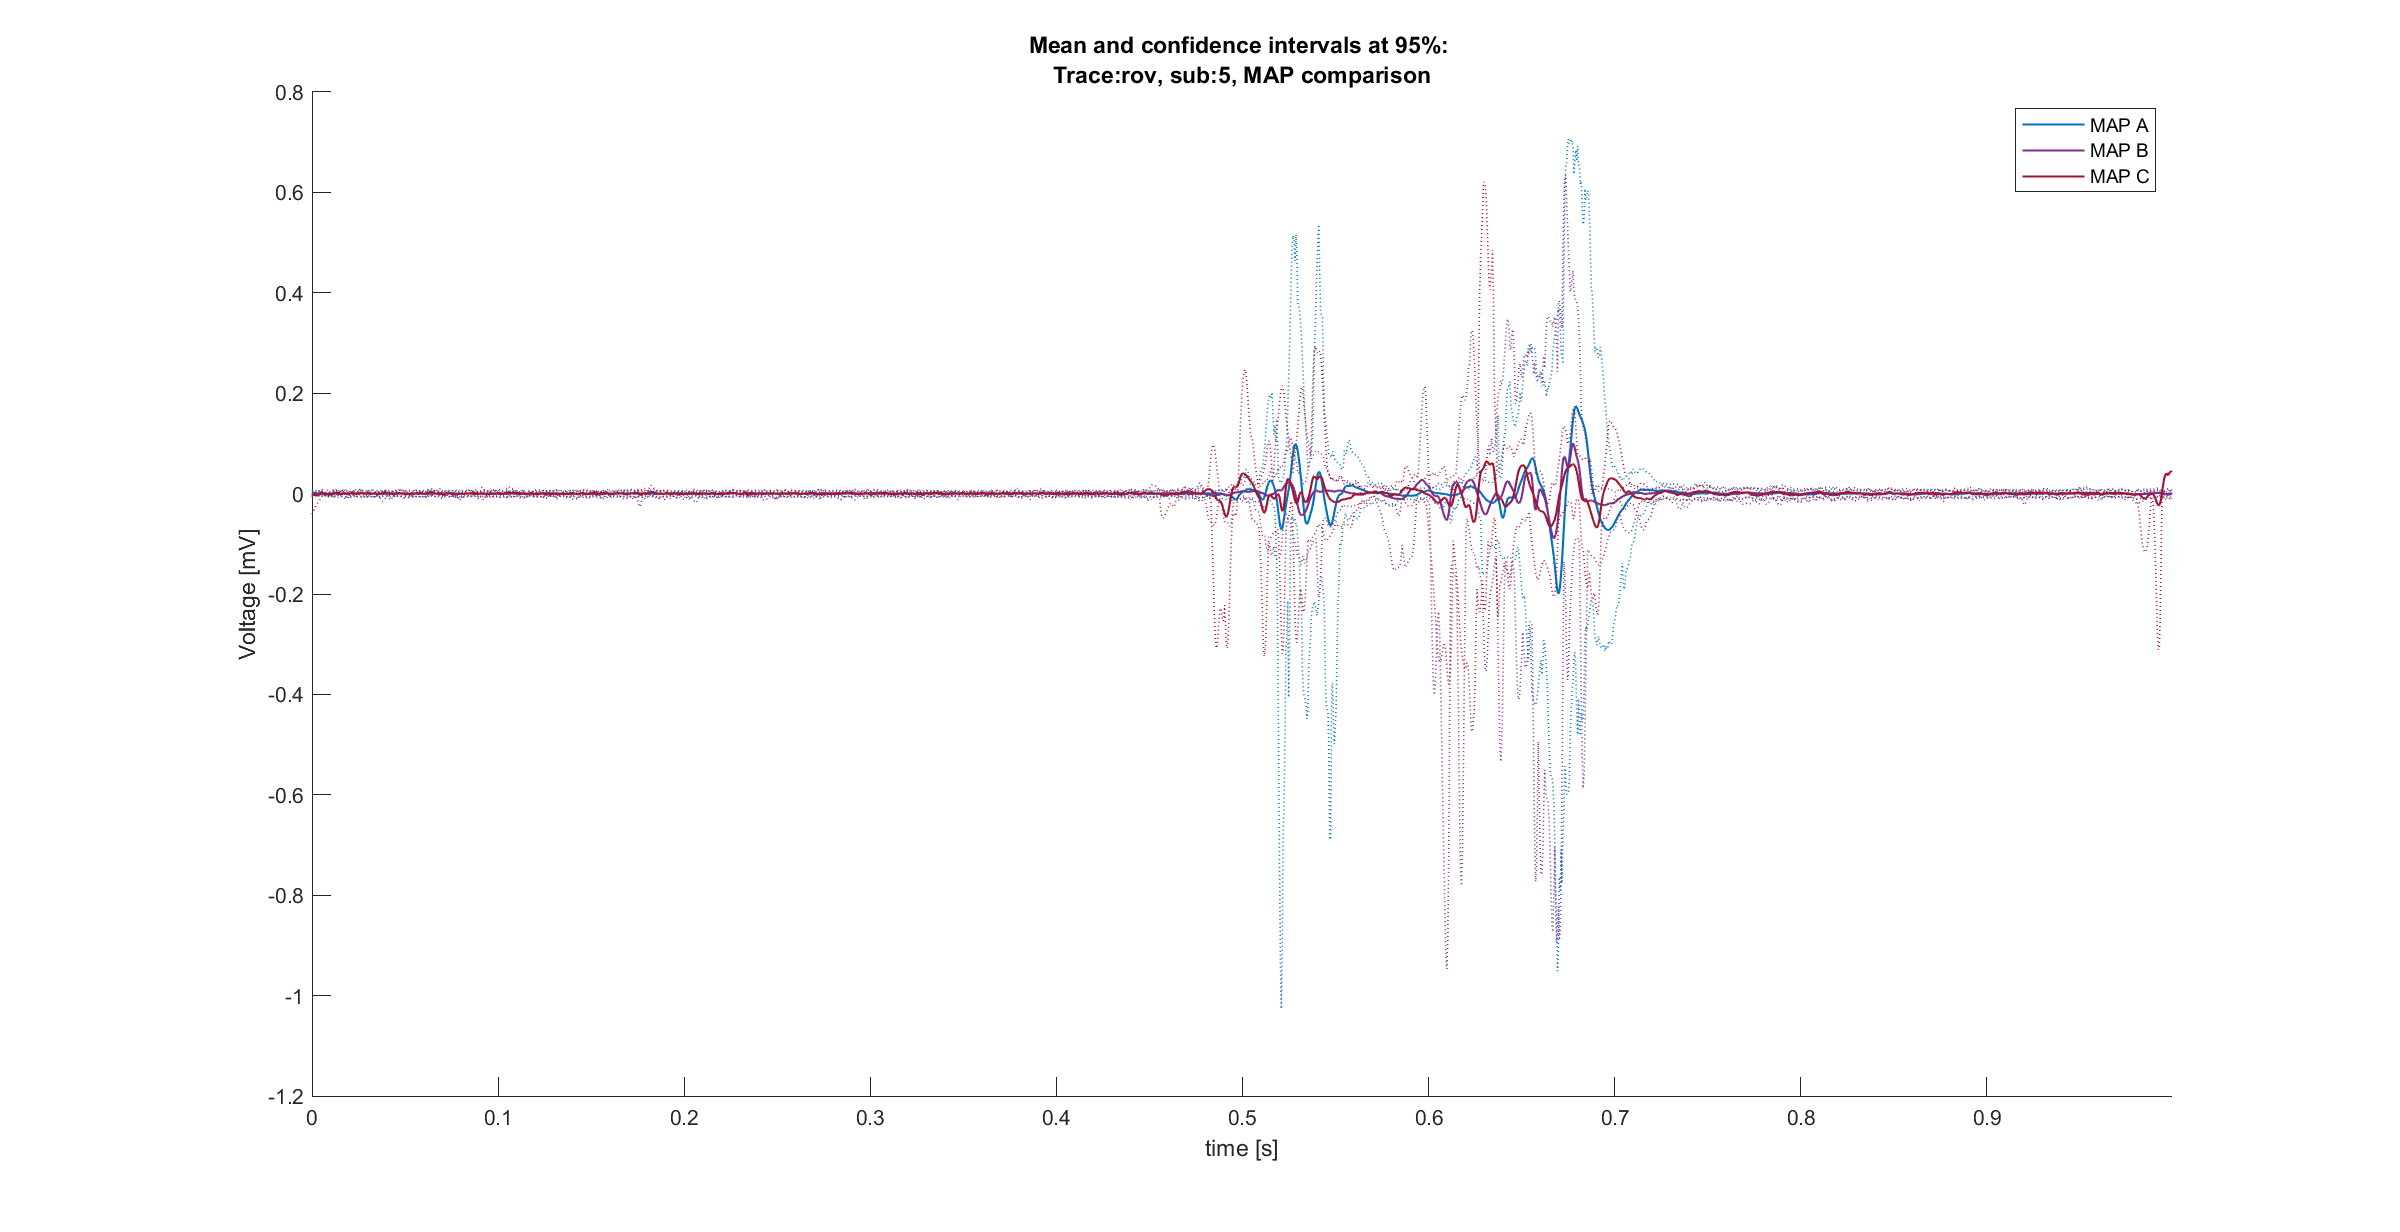 Mean and confidence intervals at 95%:
Trace:rov, sub:5, MAP comparison
MAP A
MAP B
MAP C
Voltage [mV]
0.8
0.6
0.4
0.2
0
-0.2
-0.4
-0.6
-0.8
-1
-1.2
0 0.1 0.2 0.3 0.4 0.5 0.6 0.7 0.8 0.9
time [s]